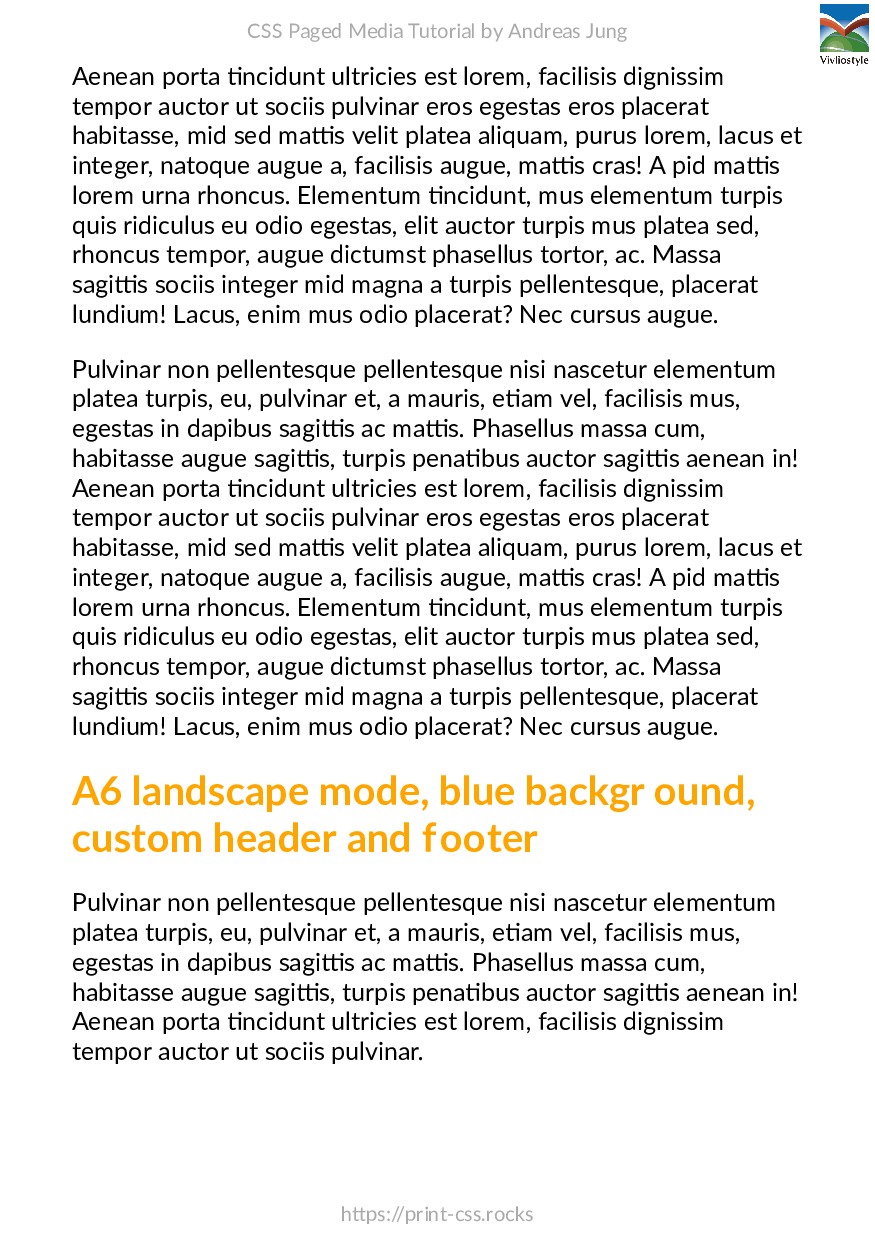 CSS Paged Media Tutorial by Andreas Jung
Vivliostyle
Aenean porta tincidunt ultricies est lorem, facilisis dignissim
tempor auctor ut sociis pulvinar eros egestas eros placerat
habitasse, mid sed mattis velit platea aliquam, purus lorem, lacus et
integer, natoque augue a, facilisis augue, mattis cras! A pid mattis
lorem urna rhoncus. Elementum tincidunt, mus elementum turpis
quis ridiculus eu odio egestas, elit auctor turpis mus platea sed,
rhoncus tempor, augue dictumst phasellus tortor, ac. Massa
sagittis sociis integer mid magna a turpis pellentesque, placerat
lundium! Lacus, enim mus odio placerat? Nec cursus augue.
Pulvinar non pellentesque pellentesque nisi nascetur elementum
platea turpis, eu, pulvinar et, a mauris, etiam vel, facilisis mus,
egestas in dapibus sagittis ac mattis. Phasellus massa cum,
habitasse augue sagittis, turpis penatibus auctor sagittis aenean in!
Aenean porta tincidunt ultricies est lorem, facilisis dignissim
tempor auctor ut sociis pulvinar eros egestas eros placerat
habitasse, mid sed mattis velit platea aliquam, purus lorem, lacus et
integer, natoque augue a, facilisis augue, mattis cras! A pid mattis
lorem urna rhoncus. Elementum tincidunt, mus elementum turpis
quis ridiculus eu odio egestas, elit auctor turpis mus platea sed,
rhoncus tempor, augue dictumst phasellus tortor, ac. Massa
sagittis sociis integer mid magna a turpis pellentesque, placerat
lundium! Lacus, enim mus odio placerat? Nec cursus augue.
A6 landscape mode, blue backgr ound,
custom header and footer
Pulvinar non pellentesque pellentesque nisi nascetur elementum
platea turpis, eu, pulvinar et, a mauris, etiam vel, facilisis mus,
egestas in dapibus sagittis ac mattis. Phasellus massa cum,
habitasse augue sagittis, turpis penatibus auctor sagittis aenean in!
Aenean porta tincidunt ultricies est lorem, facilisis dignissim
tempor auctor ut sociis pulvinar.
https://print-css.rocks